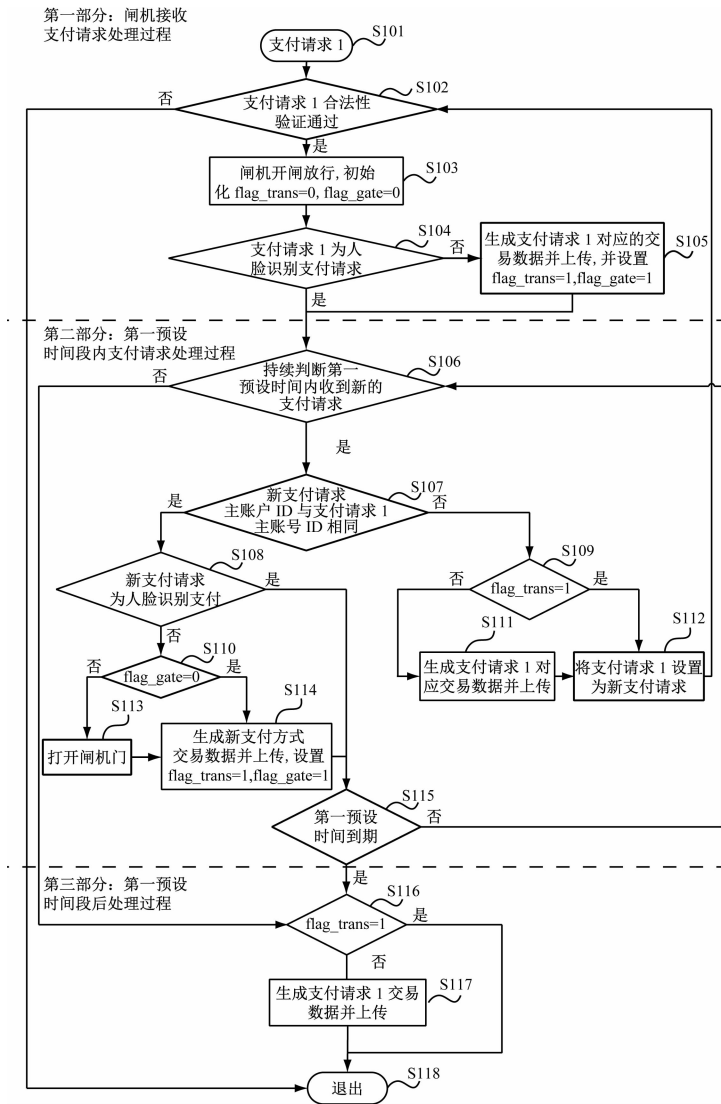 第一部分：闸机接收
支付请求处理过程
支付请求 1
S101
S102
否
支付请求 1 合法性
验证通过
是
S103
闸机开闸放行, 初始
化 flag_trans=0, flag_gate=0
S104
支付请求 1 为人
脸识别支付请求
否
是
S105
生成支付请求 1 对应的交
易数据并上传, 并设置
flag_trans=1,flag_gate=1
第二部分：第一预设
时间段内支付请求处理过程
S106
否
持续判断第一
预设时间内收到新的
支付请求
是
S107
是
新支付请求
主账户 ID 与支付请求 1
主账号 ID 相同
否
S108
新支付请求
为人脸识别支付
是
否
S109
否
flag_trans=1
是
S110
否
flag_gate=0
是
S111
生成支付请求 1 对
应交易数据并上传
S112
将支付请求 1 设置
为新支付请求
S113
打开闸机门
S114
生成新支付方式
交易数据并上传, 设置
flag_trans=1,flag_gate=1
S115
第一预设
时间到期
否
是
第三部分：第一预设
时间段后处理过程
S116
flag_trans=1
是
否
S117
生成支付请求 1 交易
数据并上传
退出
S118